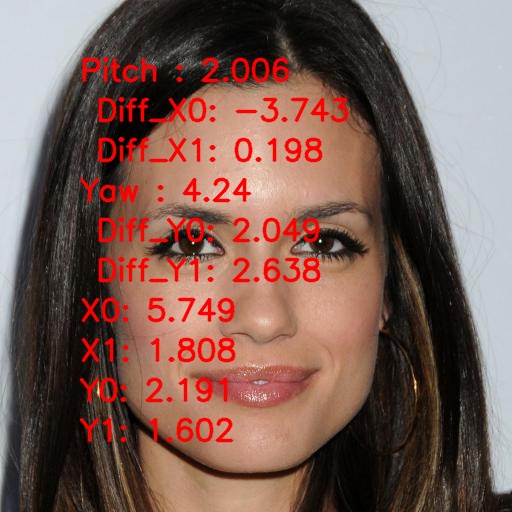 Pitch : 2.006
Diff_X0: -3.743
Diff_X1: 0.198
Yaw : 4.24
Diff_Y0: 2.049
Diff_Y1: 2.638
X0: 5.749
X1: 1.808
Y0: 2.191
Y1: 1.602